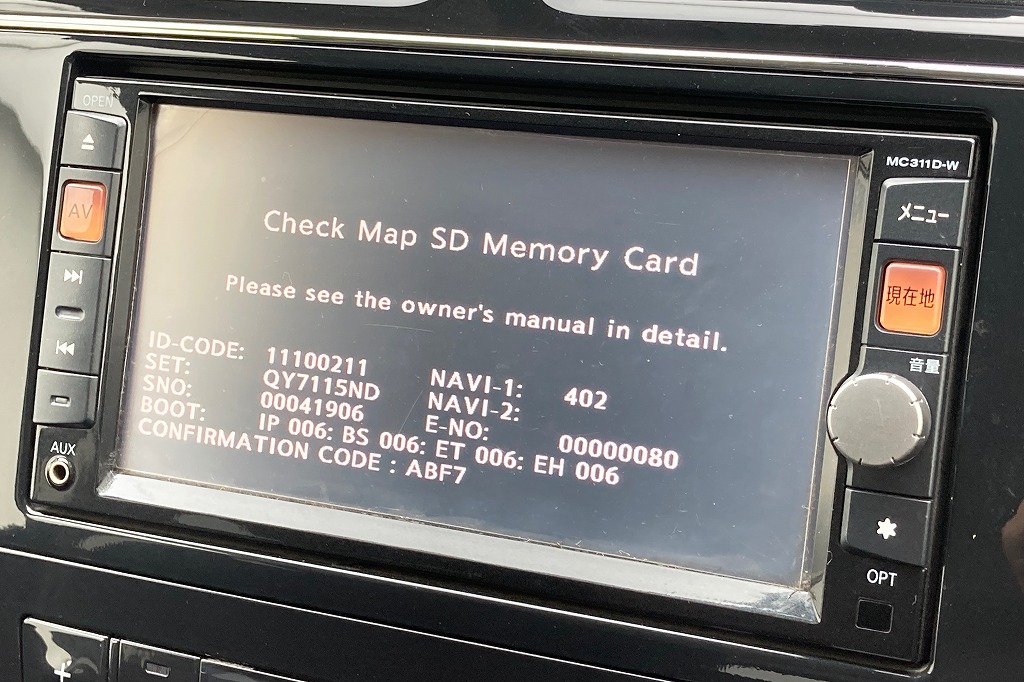 OPEN
AV
AUX
Check Map SD Memory Card
Please see the owner's manual in detail.
ID-CODE: 11100211
SET: QY7115ND NAVI-1: 402
SNO: 00041906 NAVI-2:
BOOT: E-NO: 00000080
IP 006: BS 006: ET 006: EH 006
CONFIRMATION CODE : ABF7
MC311D-W
メニュー
現在地
音量
OPT